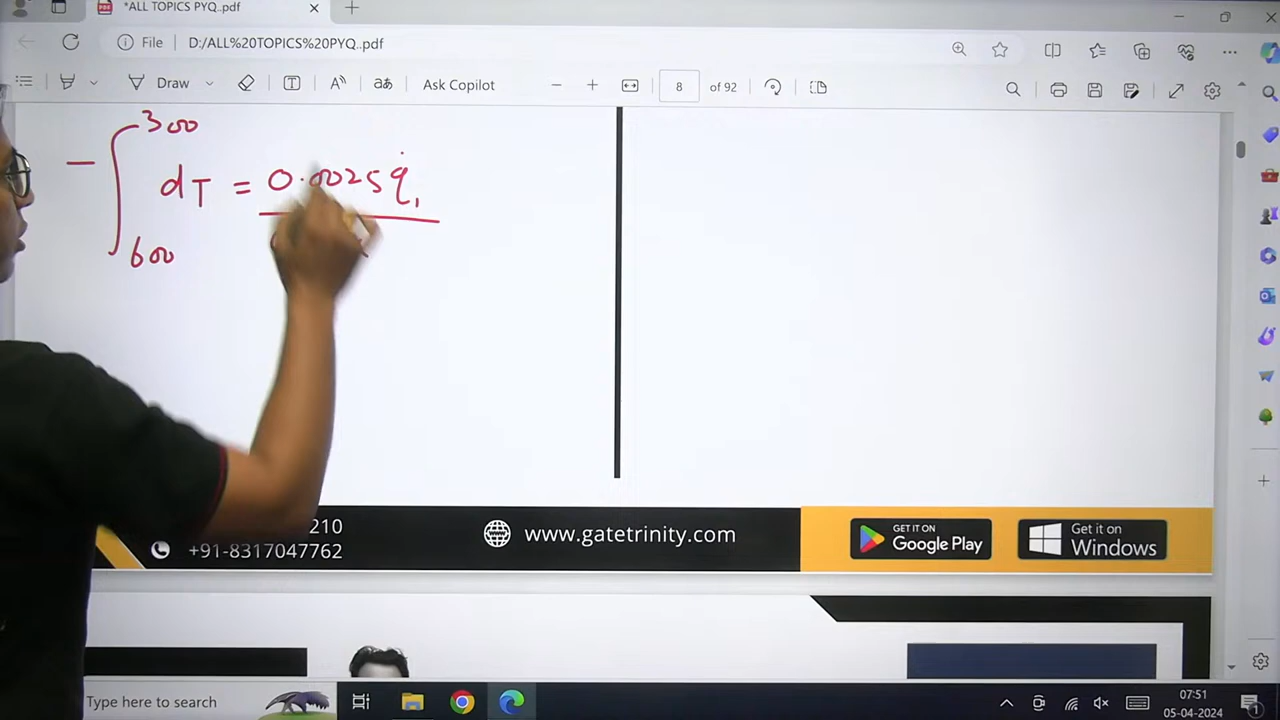 *ALL TOPICS PYQ..pdf
File D:/ALL%20TOPICS%20PYQ..pdf
Draw aあ Ask Copilot 8 of 92
300
− ∫ dT = 0.0025 q̇₁
600
210
+91-8317047762
www.gatetrinity.com
GET IT ON
Google Play
Get it on
Windows
Type here to search
07:51
05-04-2024